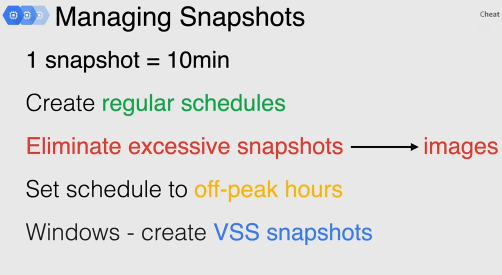 Managing Snapshots
Cheat
1 snapshot = 10min
Create regular schedules
Eliminate excessive snapshots images
Set schedule to off-peak hours
Windows - create VSS snapshots